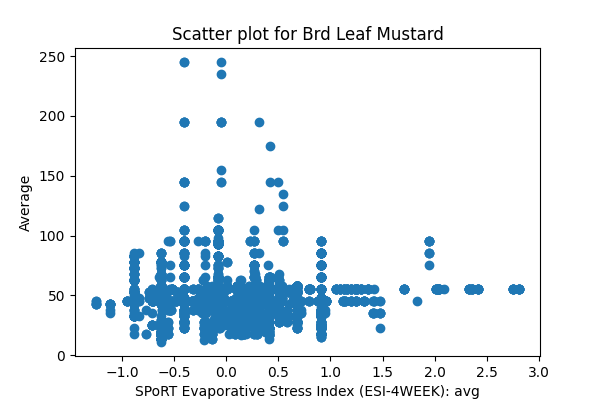 Scatter plot for Brd Leaf Mustard
250
200
150
100
50
0
Average
−1.0 −0.5 0.0 0.5 1.0 1.5 2.0 2.5 3.0
SPoRT Evaporative Stress Index (ESI-4WEEK): avg